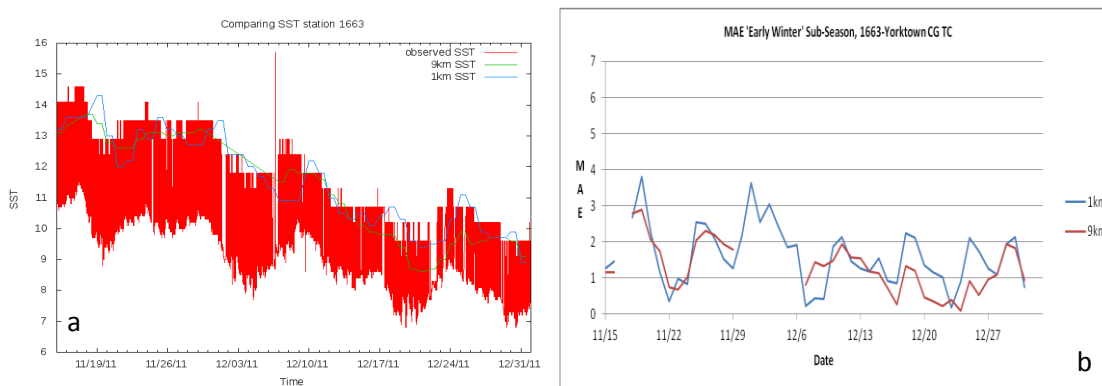 Comparing SST station 1663
observed SST
9km SST
1km SST
SST
16
15
14
13
12
11
10
9
8
7
6
a
11/19/11 11/26/11 12/03/11 12/10/11 12/17/11 12/24/11 12/31/11
Time
MAE 'Early Winter' Sub-Season, 1663-Yorktown CG TC
M
A
E
7
6
5
4
3
2
1
0
1km
9km
11/15 11/22 11/29 12/6 12/13 12/20 12/27
Date
b